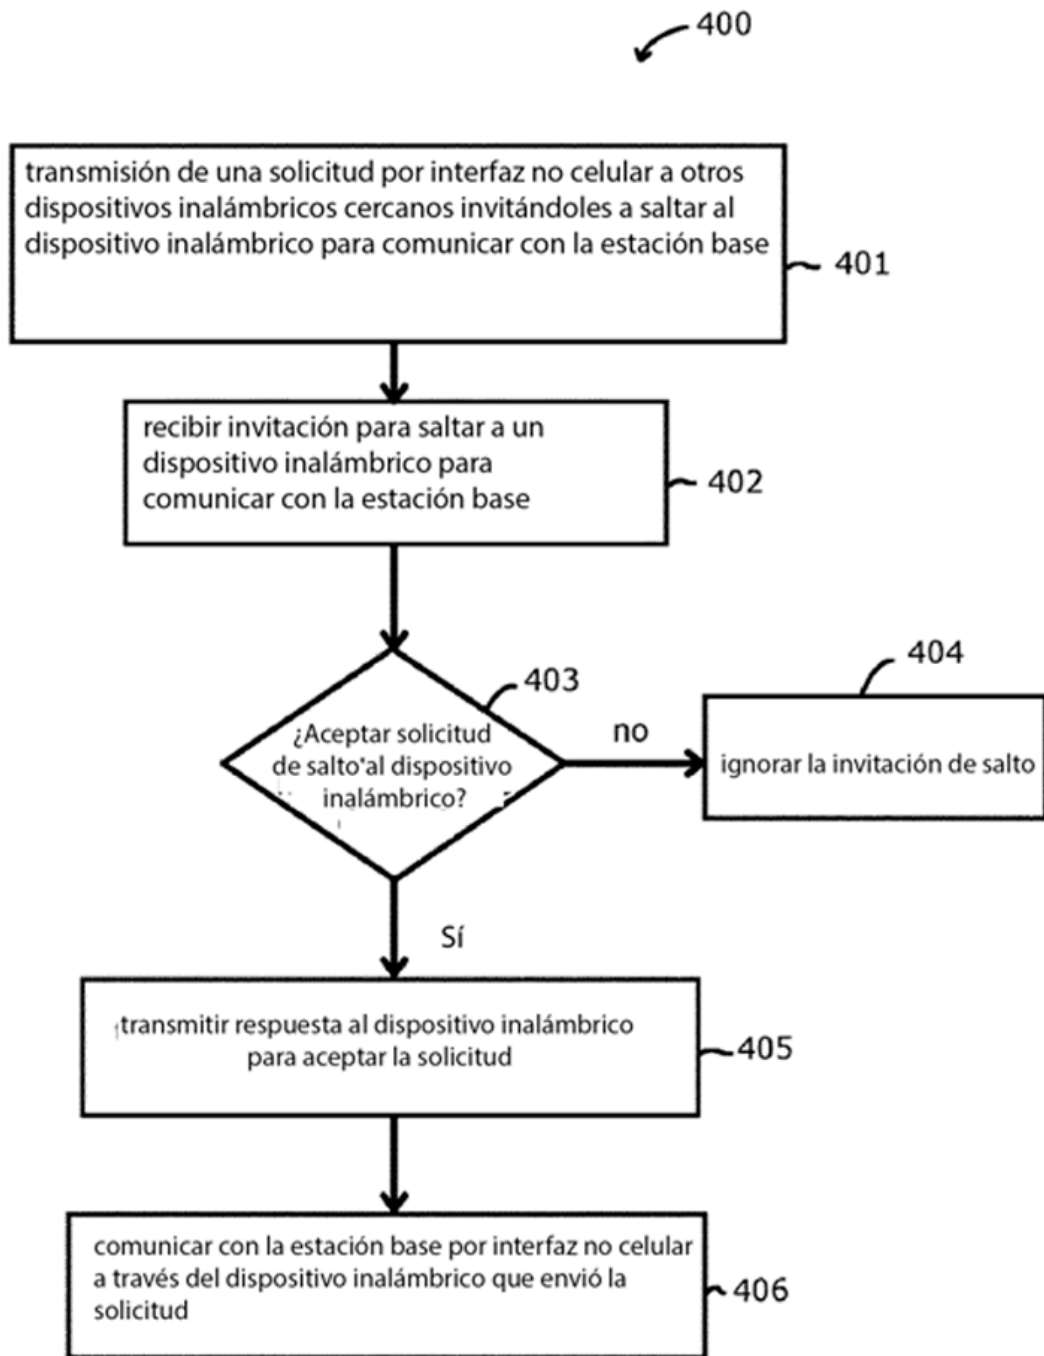 400
transmisión de una solicitud por interfaz no celular a otros
dispositivos inalámbricos cercanos invitándoles a saltar al
dispositivo inalámbrico para comunicar con la estación base
401
recibir invitación para saltar a un
dispositivo inalámbrico para
comunicar con la estación base
402
403
¿Aceptar solicitud
de salto al dispositivo
inalámbrico?
no
404
ignorar la invitación de salto
Sí
transmitir respuesta al dispositivo inalámbrico
para aceptar la solicitud
405
comunicar con la estación base por interfaz no celular
a través del dispositivo inalámbrico que envió la
solicitud
406